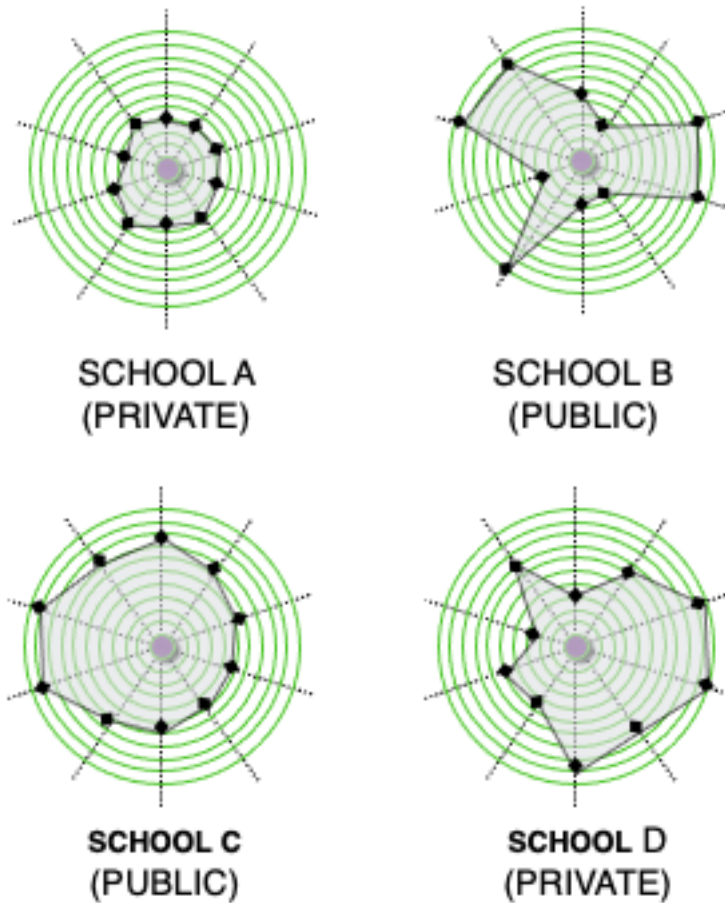 SCHOOL A
(PRIVATE)
SCHOOL B
(PUBLIC)
SCHOOL C
(PUBLIC)
SCHOOL D
(PRIVATE)